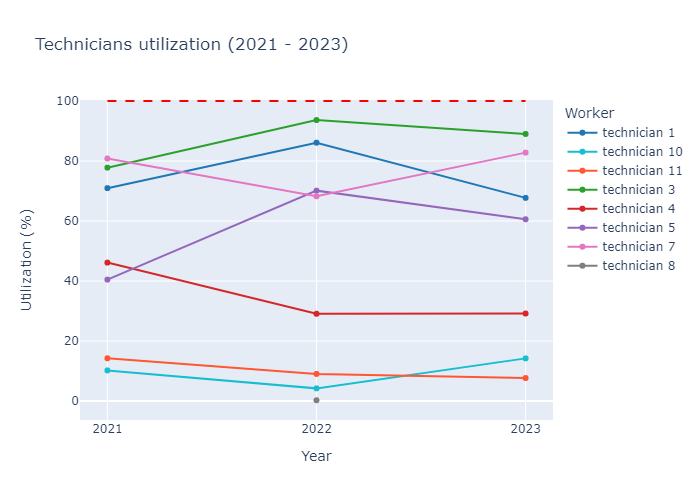 Technicians utilization (2021 - 2023)
100
80
60
40
20
0
Utilization (%)
2021
2022
2023
Year
Worker
technician 1
technician 10
technician 11
technician 3
technician 4
technician 5
technician 7
technician 8